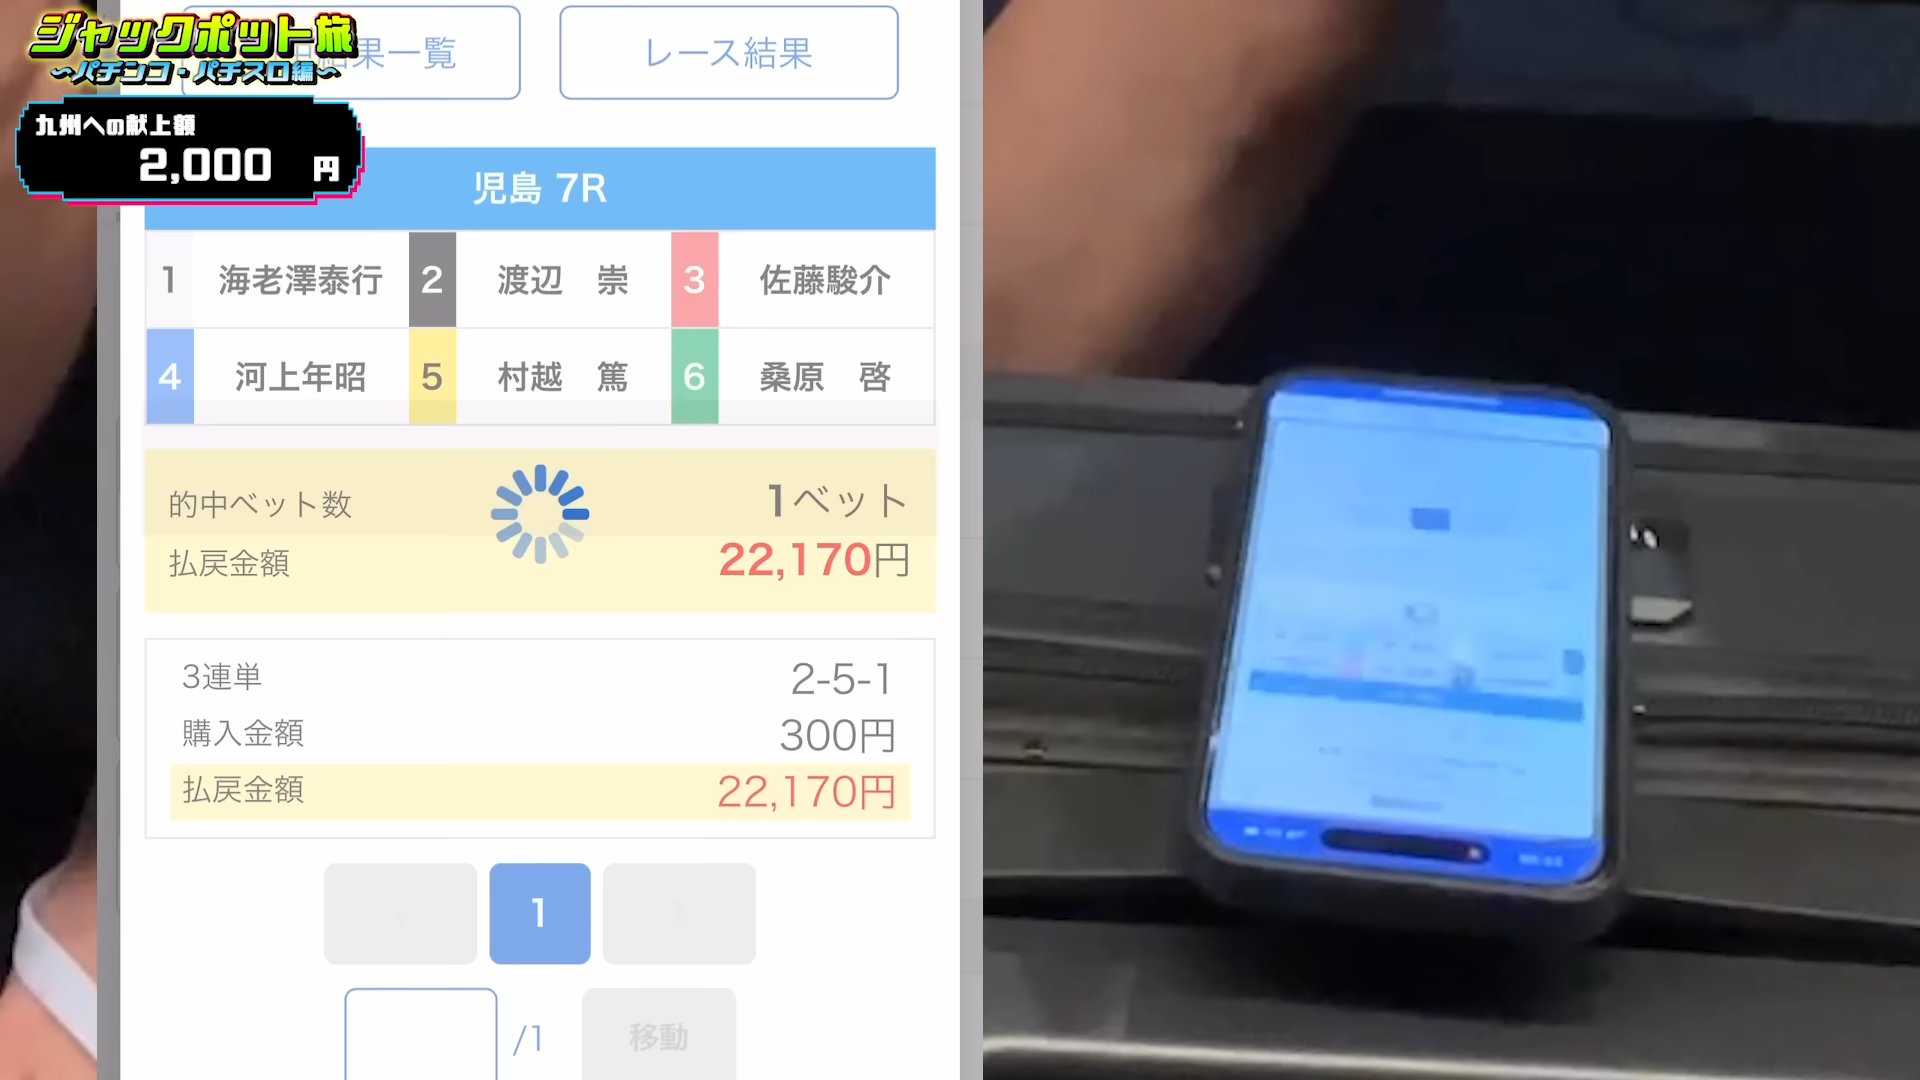 ジャックポット旅
～パチンコ・パチスロ編～
九州への献上額
2,000 円
果一覧
レース結果
児島 7R
1 海老澤泰行 2 渡辺 崇 3 佐藤駿介
4 河上年昭 5 村越 篤 6 桑原 啓
的中ベット数 1ベット
払戻金額 22,170円
3連単 2-5-1
購入金額 300円
払戻金額 22,170円
1
/1 移動